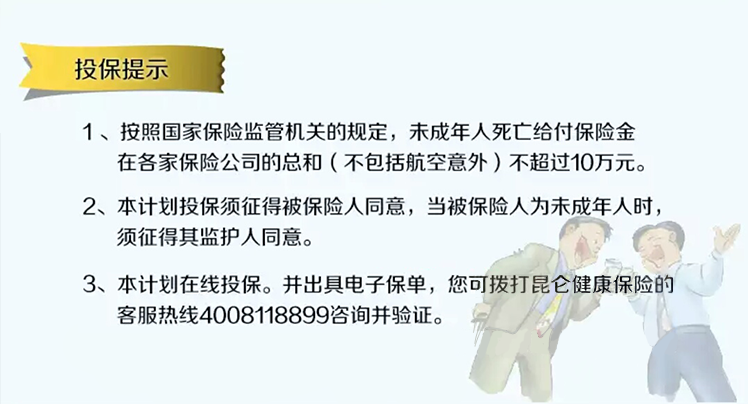 投保提示
1、按照国家保险监管机关的规定，未成年人死亡给付保险金
在各家保险公司的总和（不包括航空意外）不超过10万元。
2、本计划投保须征得被保险人同意，当被保险人为未成年人时，
须征得其监护人同意。
3、本计划在线投保。并出具电子保单，您可拨打昆仑健康保险的
客服热线4008118899咨询并验证。